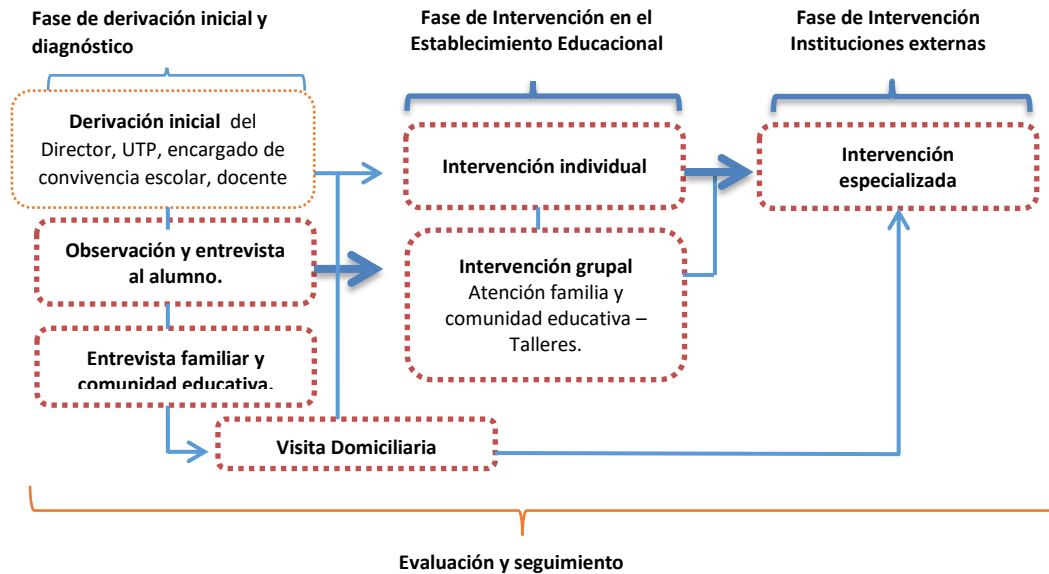 Fase de derivación inicial y
diagnóstico
Fase de Intervención en el
Establecimiento Educacional
Fase de Intervención
Instituciones externas
Derivación inicial del
Director, UTP, encargado de
convivencia escolar, docente
Observación y entrevista
al alumno.
Entrevista familiar y
comunidad educativa.
Visita Domiciliaria
Intervención individual
Intervención grupal
Atención familia y
comunidad educativa –
Talleres.
Intervención
especializada
Evaluación y seguimiento